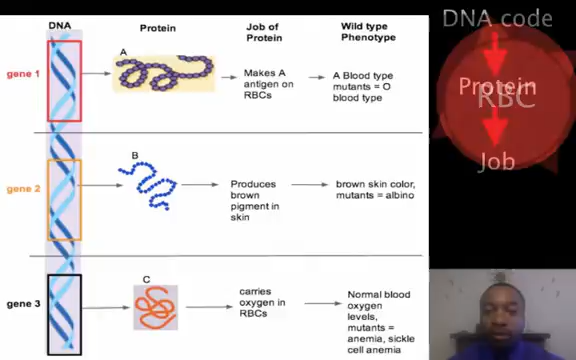 DNA
Protein
Job of
Protein
Wild type
Phenotype
gene 1
A
Makes A
antigen on
RBCs
A Blood type
mutants = O
blood type
gene 2
B
Produces
brown
pigment in
skin
brown skin color,
mutants = albino
gene 3
C
carries
oxygen in
RBCs
Normal blood
oxygen
levels,
mutants =
anemia, sickle
cell anemia
DNA code
Protein
RBC
Job